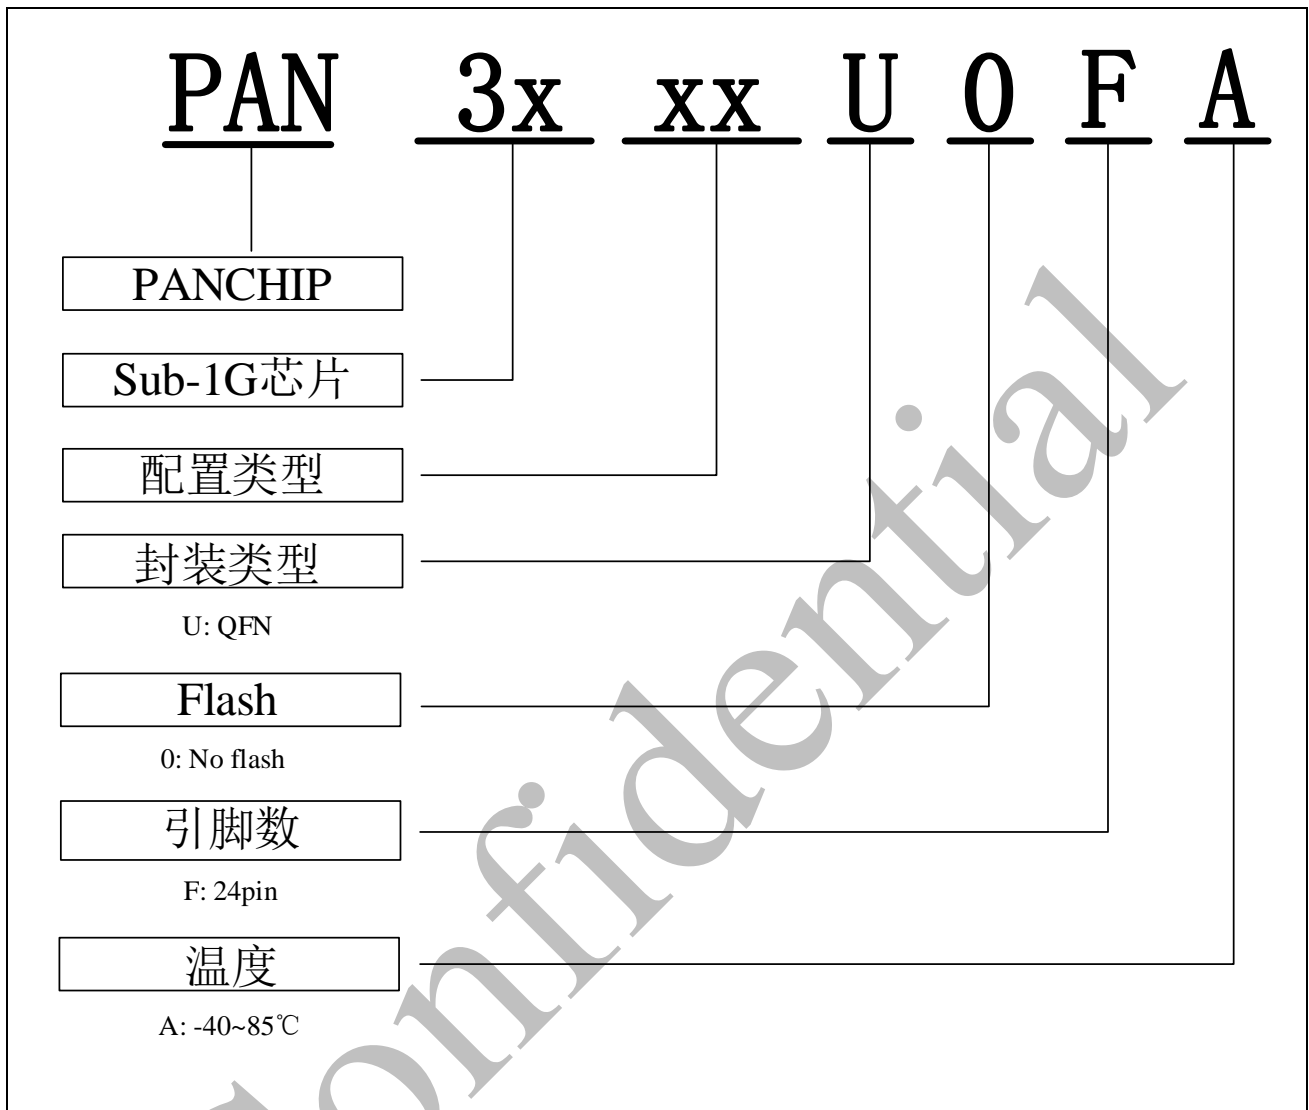 PAN 3x xx U 0 F A
PANCHIP
Sub-1G芯片
配置类型
封装类型
U: QFN
Flash
0: No flash
引脚数
F: 24pin
温度
A: -40~85℃
Confidential